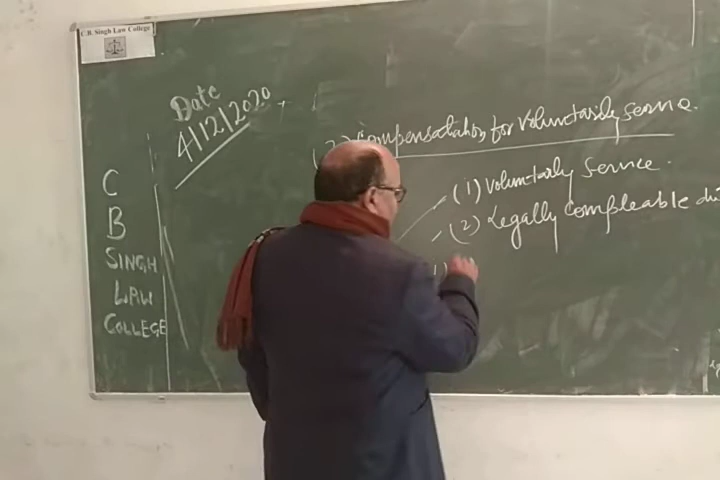 C.B. Singh Law College
Date
4/12/2020
(2) Compensation for voluntarily service.
(1) Voluntarily service.
(2) Legally compleable
C
B
SINGH
LAW
COLLEGE